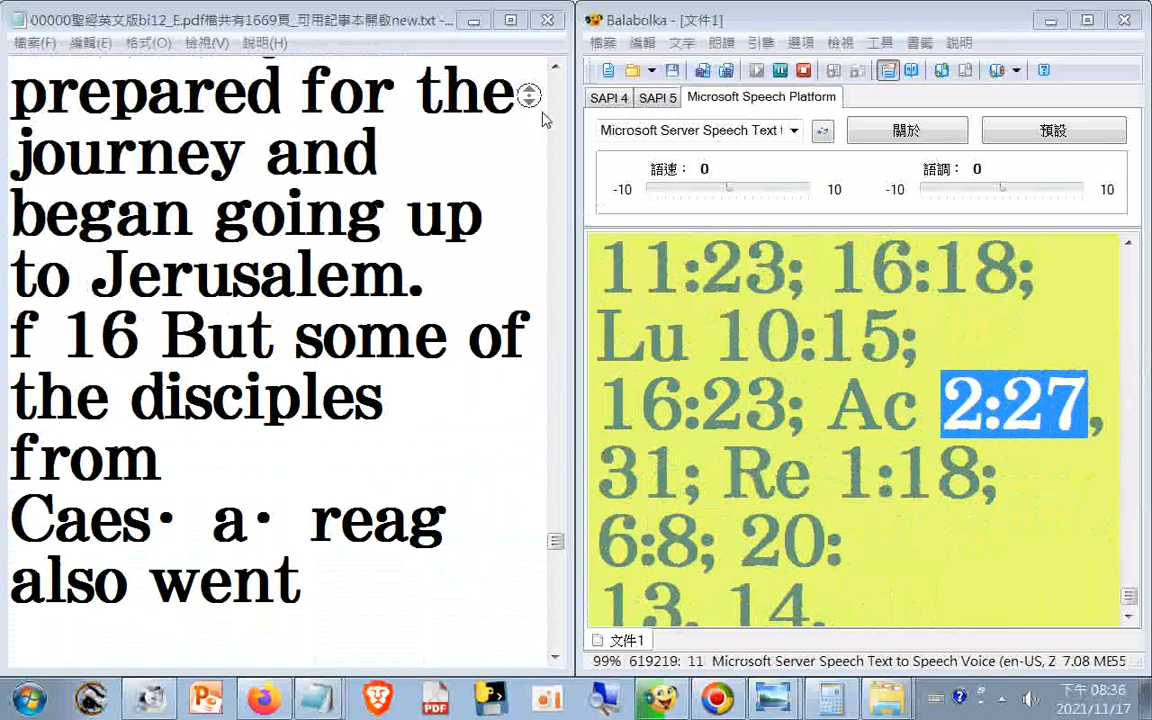 00000聖經英文版bi12_E.pdf檔共有1669頁_可用記事本開啟new.txt -...
檔案(F) 編輯(E) 格式(O) 檢視(V) 說明(H)
prepared for the
journey and
began going up
to Jerusalem.
f 16 But some of
the disciples
from
Caes· a· reag
also went
Balabolka - [文件1]
檔案 編輯 文字 朗讀 引擎 選項 檢視 工具 書籤 說明
SAPI 4 SAPI 5 Microsoft Speech Platform
Microsoft Server Speech Text
關於 預設
語速： 0 語調： 0
-10 10 -10 10
11:23; 16:18;
Lu 10:15;
16:23; Ac 2:27,
31; Re 1:18;
6:8; 20:
13, 14.
文件1
99% 619219: 11 Microsoft Server Speech Text to Speech Voice (en-US, Z 7.08 ME55
PDF
下午 08:36
2021/11/17